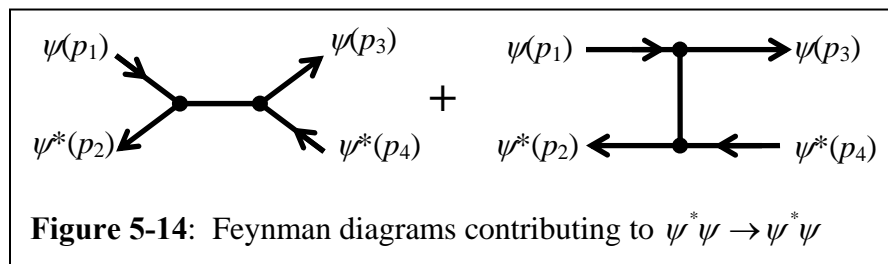 ψ(p₁) ψ(p₃) ψ(p₁) ψ(p₃)
+
ψ*(p₂) ψ*(p₄) ψ*(p₂) ψ*(p₄)
Figure 5-14: Feynman diagrams contributing to ψ*ψ → ψ*ψ